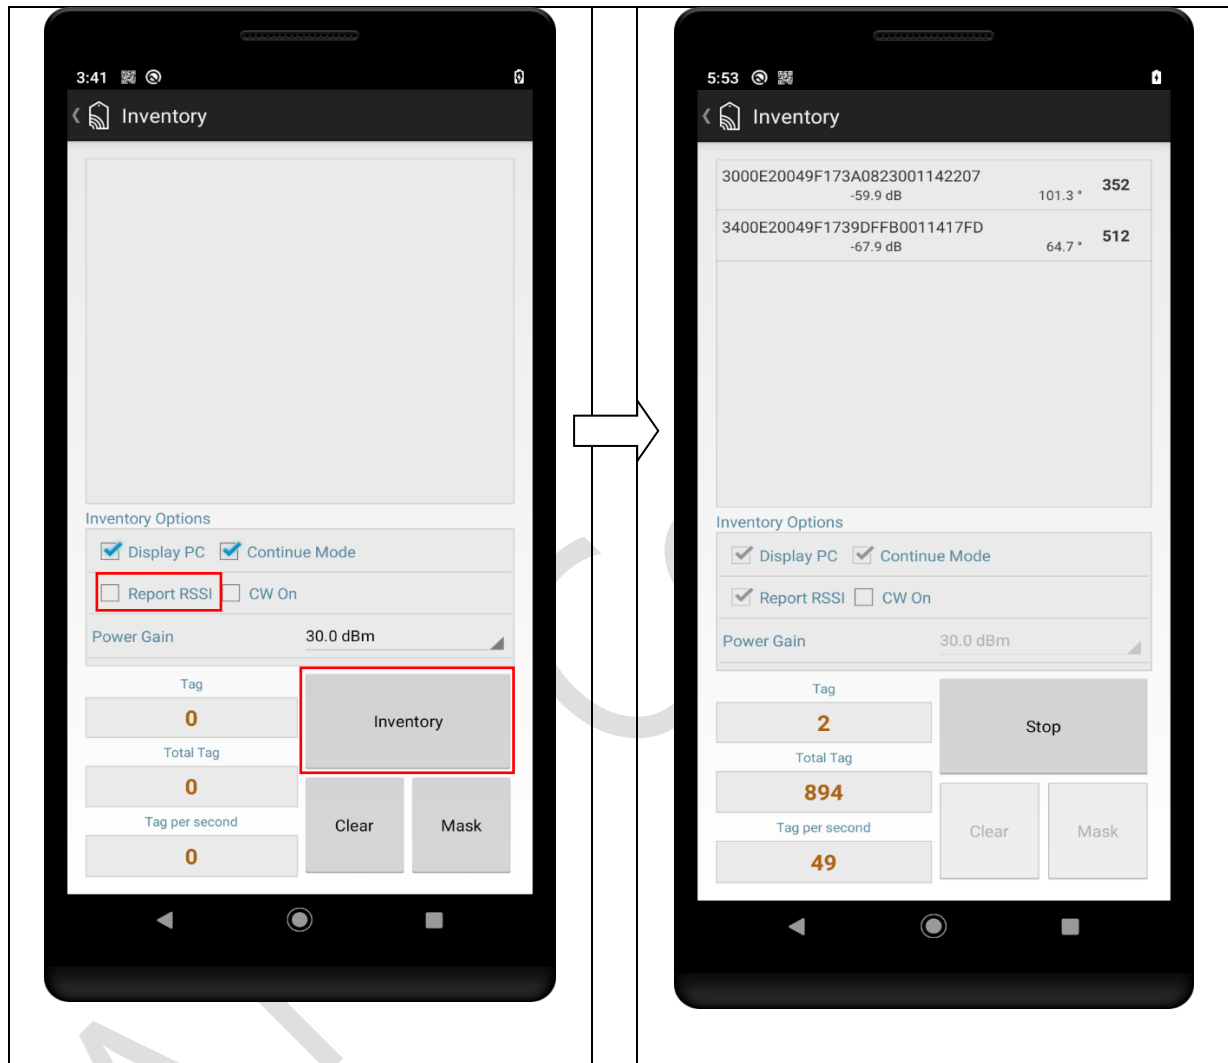 3:41
Inventory
Inventory Options
Display PC Continue Mode
Report RSSI CW On
Power Gain 30.0 dBm
Tag
0
Inventory
Total Tag
0
Tag per second
0
Clear Mask
5:53
Inventory
3000E20049F173A0823001142207
-59.9 dB 101.3 ° 352
3400E20049F1739DFFB0011417FD
-67.9 dB 64.7 ° 512
Inventory Options
Display PC Continue Mode
Report RSSI CW On
Power Gain 30.0 dBm
Tag
2
Stop
Total Tag
894
Tag per second
49
Clear Mask